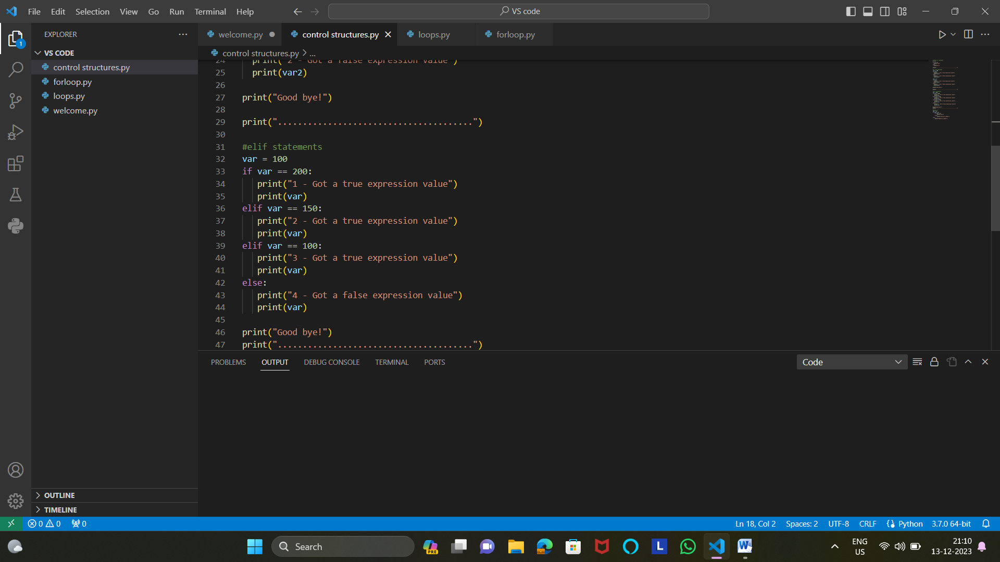 File Edit Selection View Go Run Terminal Help
VS code
EXPLORER
1
VS CODE
control structures.py
forloop.py
loops.py
welcome.py
OUTLINE
TIMELINE
welcome.py control structures.py loops.py forloop.py
control structures.py > ...
24 print("2 - Got a false expression value")
25 print(var2)
26
27 print("Good bye!")
28
29 print(".......................................")
30
31 #elif statements
32 var = 100
33 if var == 200:
34 print("1 - Got a true expression value")
35 print(var)
36 elif var == 150:
37 print("2 - Got a true expression value")
38 print(var)
39 elif var == 100:
40 print("3 - Got a true expression value")
41 print(var)
42 else:
43 print("4 - Got a false expression value")
44 print(var)
45
46 print("Good bye!")
47 print(".......................................")
PROBLEMS OUTPUT DEBUG CONSOLE TERMINAL PORTS
Code
0 0 0
Ln 18, Col 2 Spaces: 2 UTF-8 CRLF Python 3.7.0 64-bit
Search
PRE
L
W
ENG
US
21:10
13-12-2023